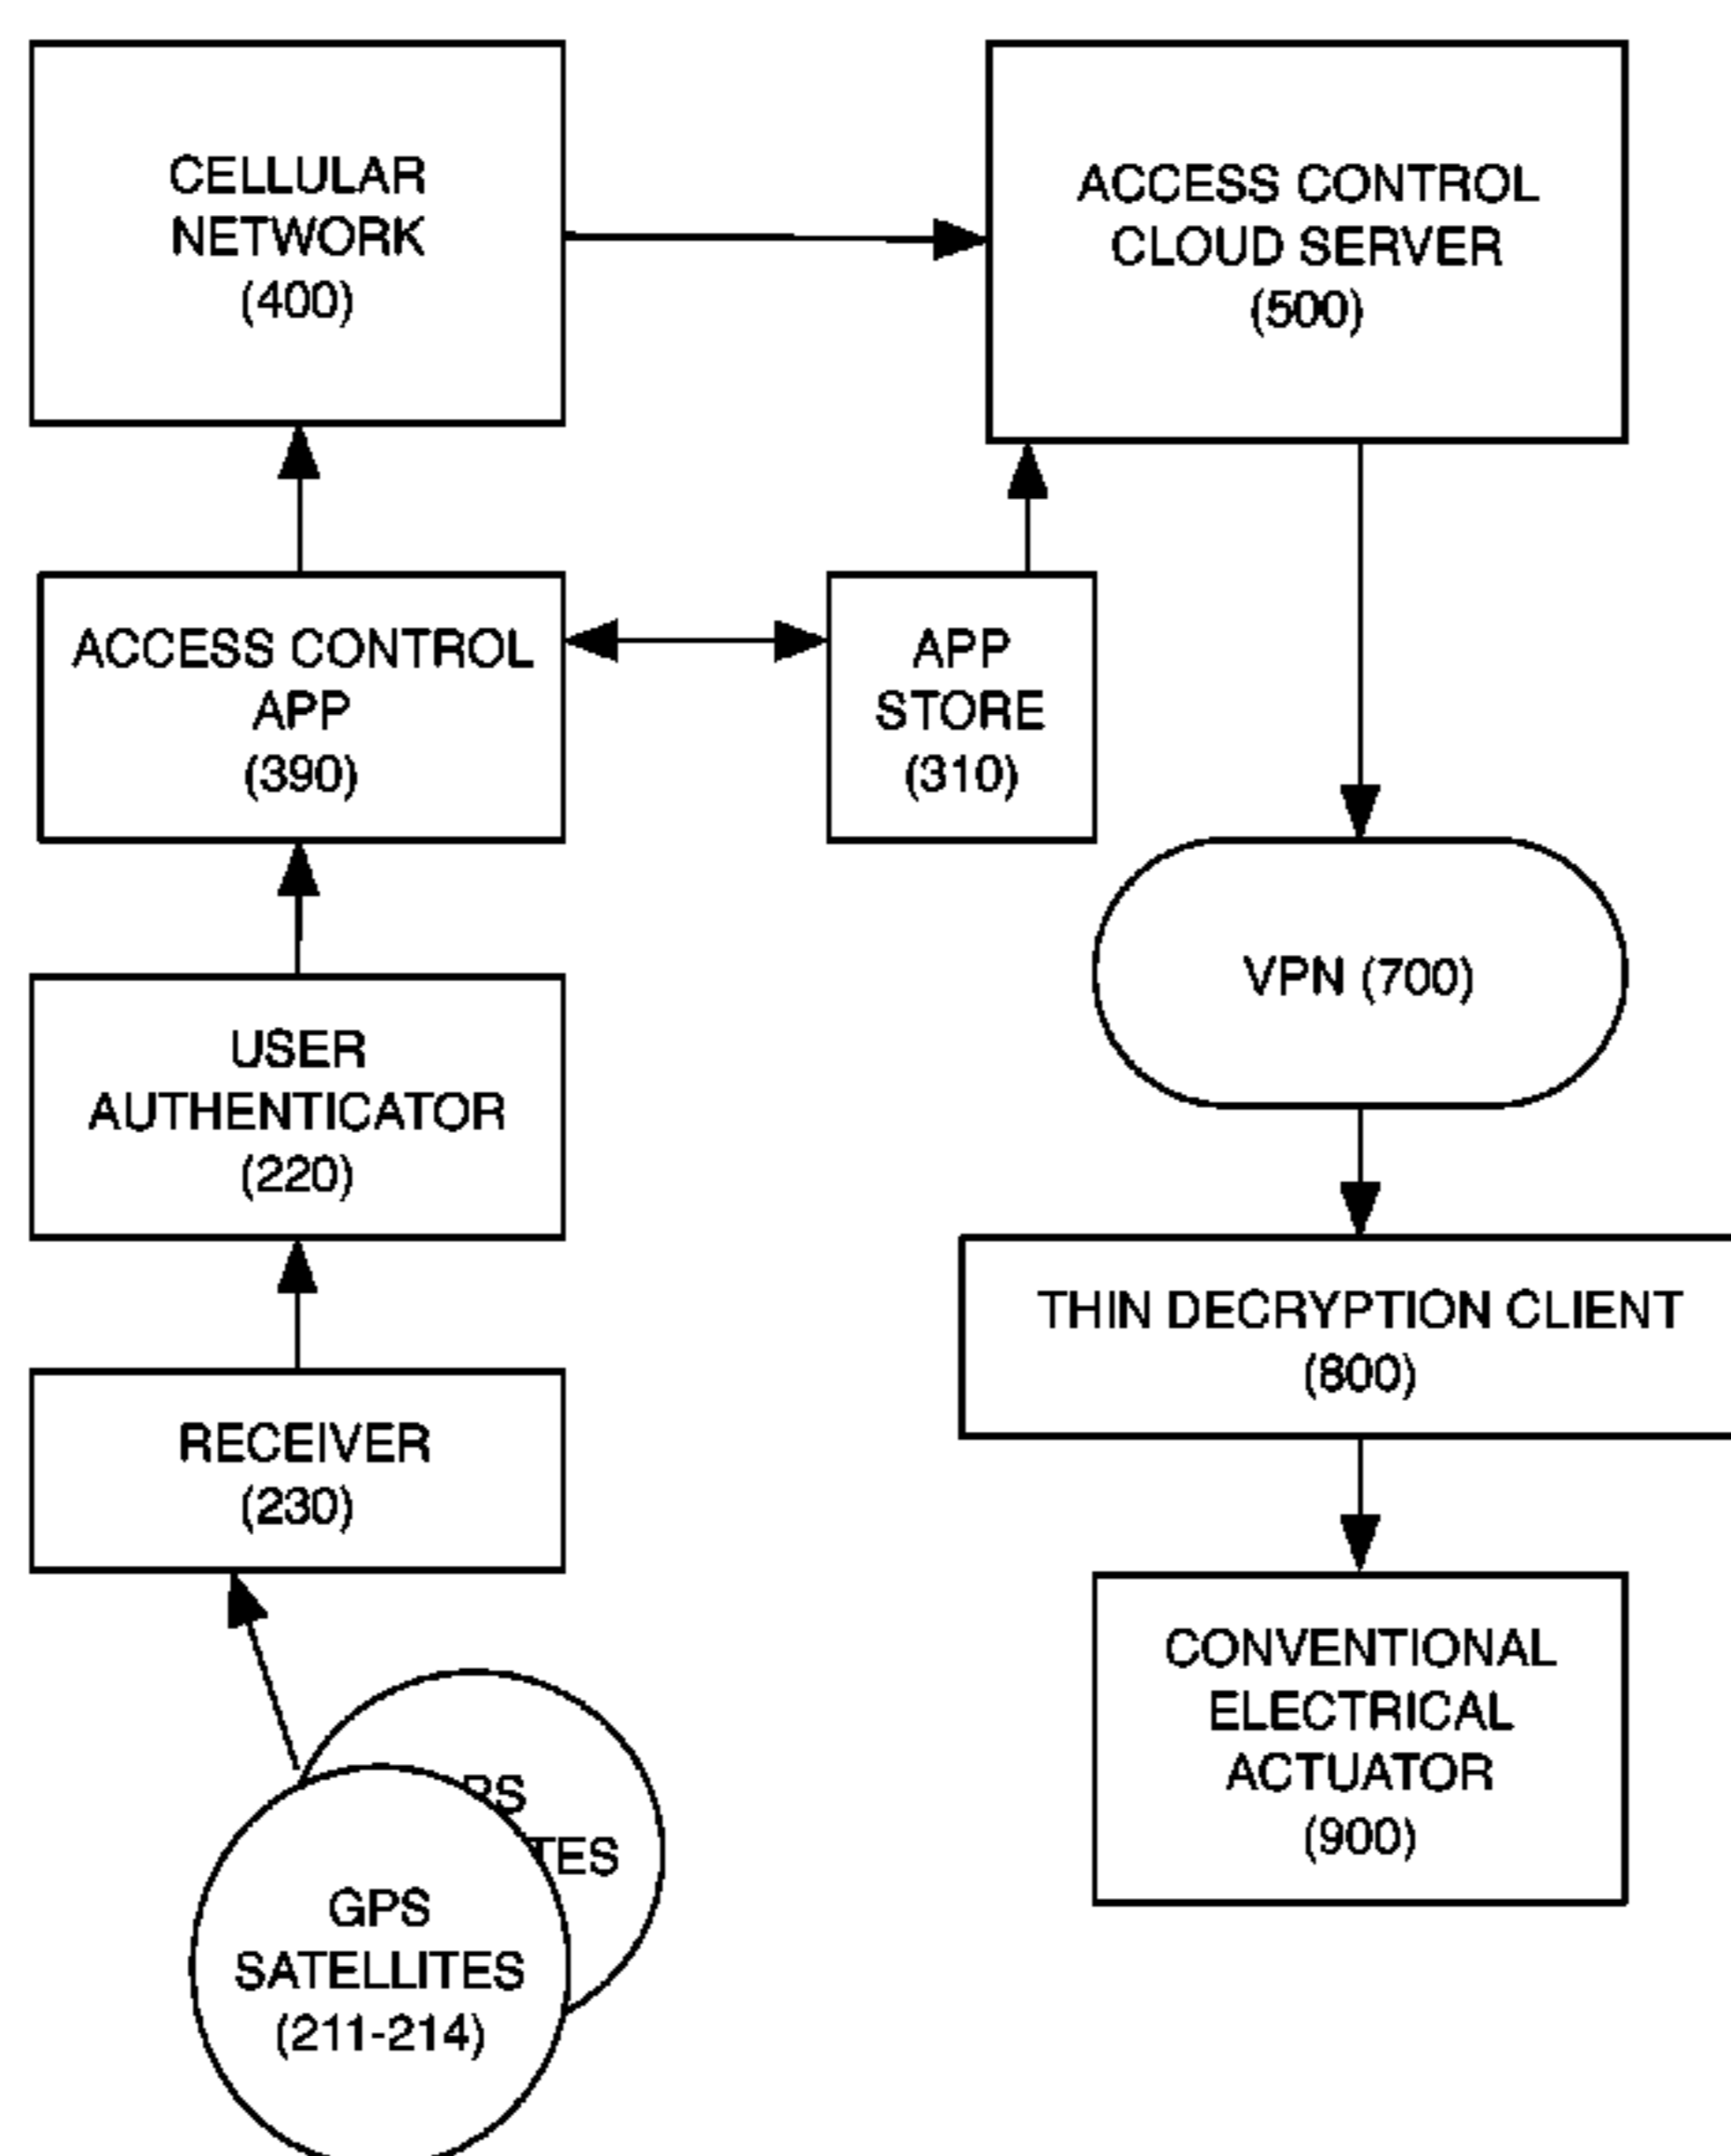 CELLULAR
NETWORK
(400)
ACCESS CONTROL
CLOUD SERVER
(500)
ACCESS CONTROL
APP
(390)
APP
STORE
(310)
USER
AUTHENTICATOR
(220)
VPN (700)
THIN DECRYPTION CLIENT
(800)
RECEIVER
(230)
CONVENTIONAL
ELECTRICAL
ACTUATOR
(900)
GPS
SATELLITES
(211-214)